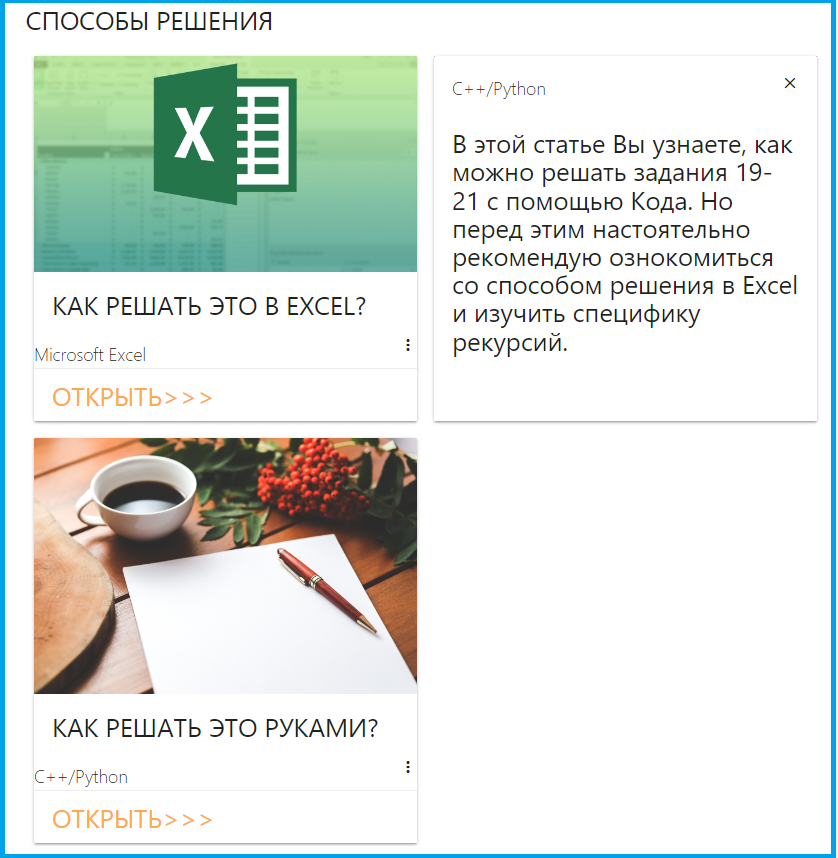 СПОСОБЫ РЕШЕНИЯ
X
КАК РЕШАТЬ ЭТО В EXCEL?
Microsoft Excel
ОТКРЫТЬ>>>
C++/Python
В этой статье Вы узнаете, как
можно решать задания 19-
21 с помощью Кода. Но
перед этим настоятельно
рекомендую ознокомиться
со способом решения в Excel
и изучить специфику
рекурсий.
КАК РЕШАТЬ ЭТО РУКАМИ?
C++/Python
ОТКРЫТЬ>>>